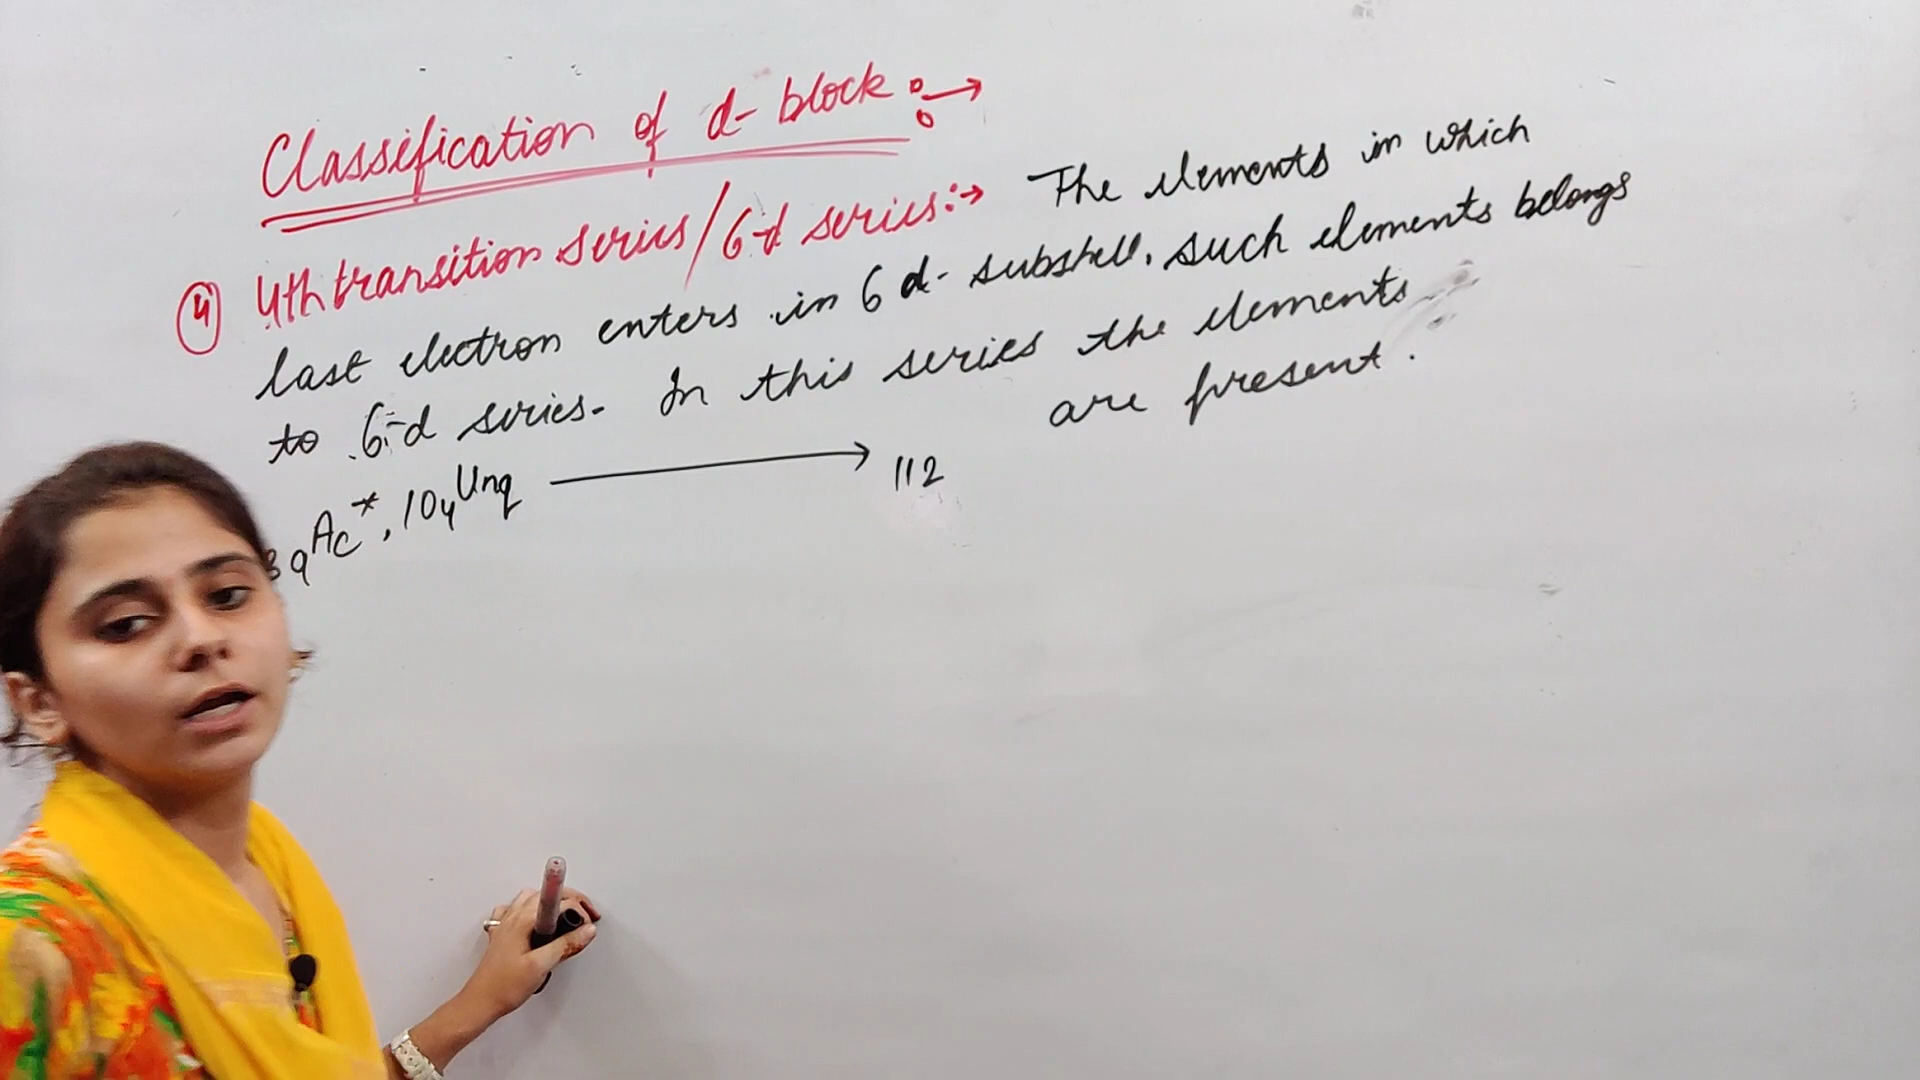 Classification of d-block :→
④ 4th transition series/6-d series:→ The elements in which
last electron enters in 6d-subshell. such elements belongs
to 6-d series. In this series the elements
89Ac*, 104Unq → 112 are present.